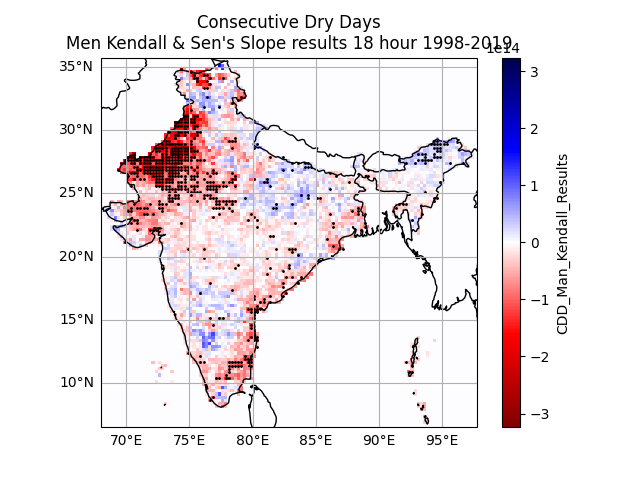 Consecutive Dry Days
Men Kendall & Sen's Slope results 18 hour 1998-2019
1e14
35°N
30°N
25°N
20°N
15°N
10°N
70°E
75°E
80°E
85°E
90°E
95°E
3
2
1
0
−1
−2
−3
CDD_Man_Kendall_Results